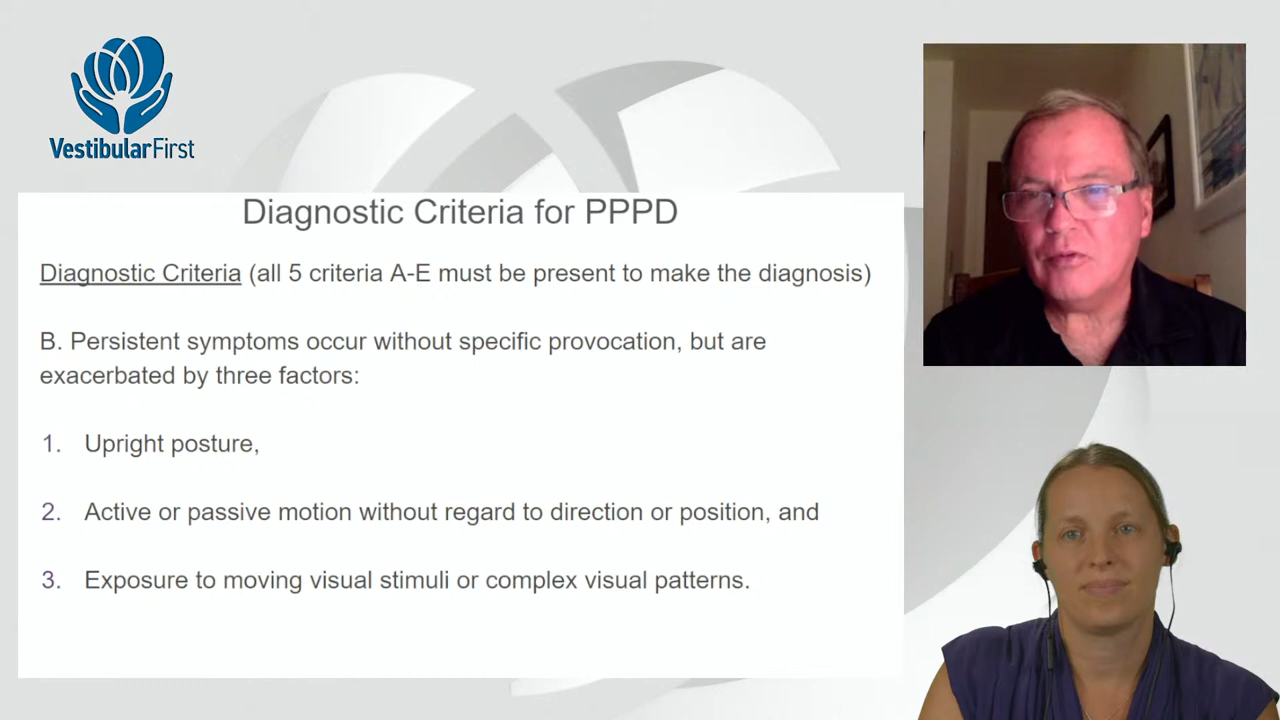 VestibularFirst
Diagnostic Criteria for PPPD
Diagnostic Criteria (all 5 criteria A-E must be present to make the diagnosis)
B. Persistent symptoms occur without specific provocation, but are
exacerbated by three factors:
1. Upright posture,
2. Active or passive motion without regard to direction or position, and
3. Exposure to moving visual stimuli or complex visual patterns.